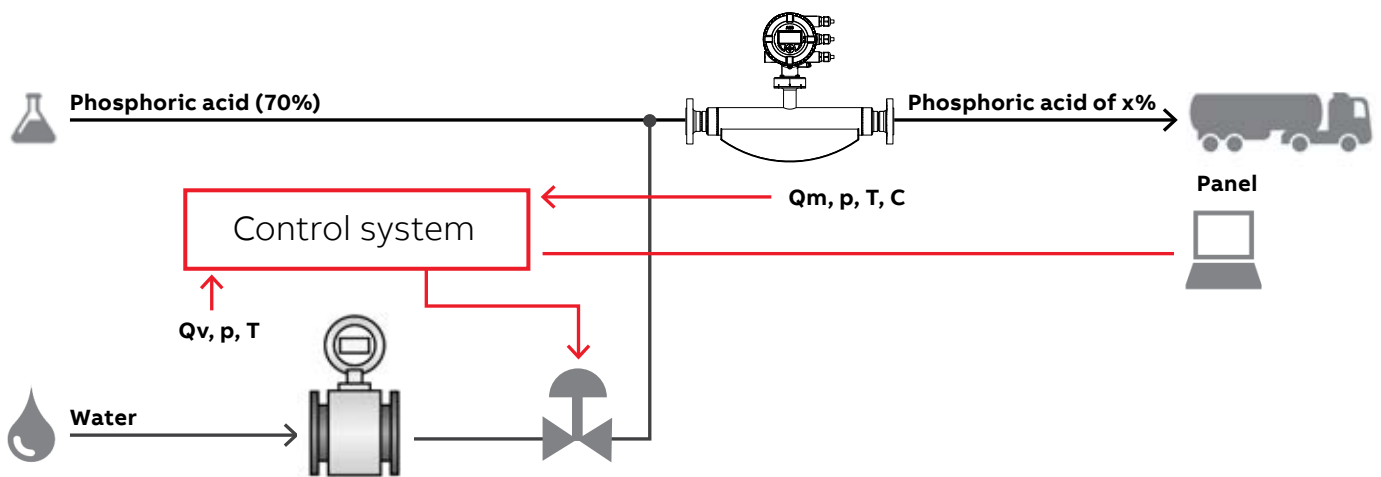 Phosphoric acid (70%)
Phosphoric acid of x%
Panel
Qm, p, T, C
Control system
Qv, p, T
Water